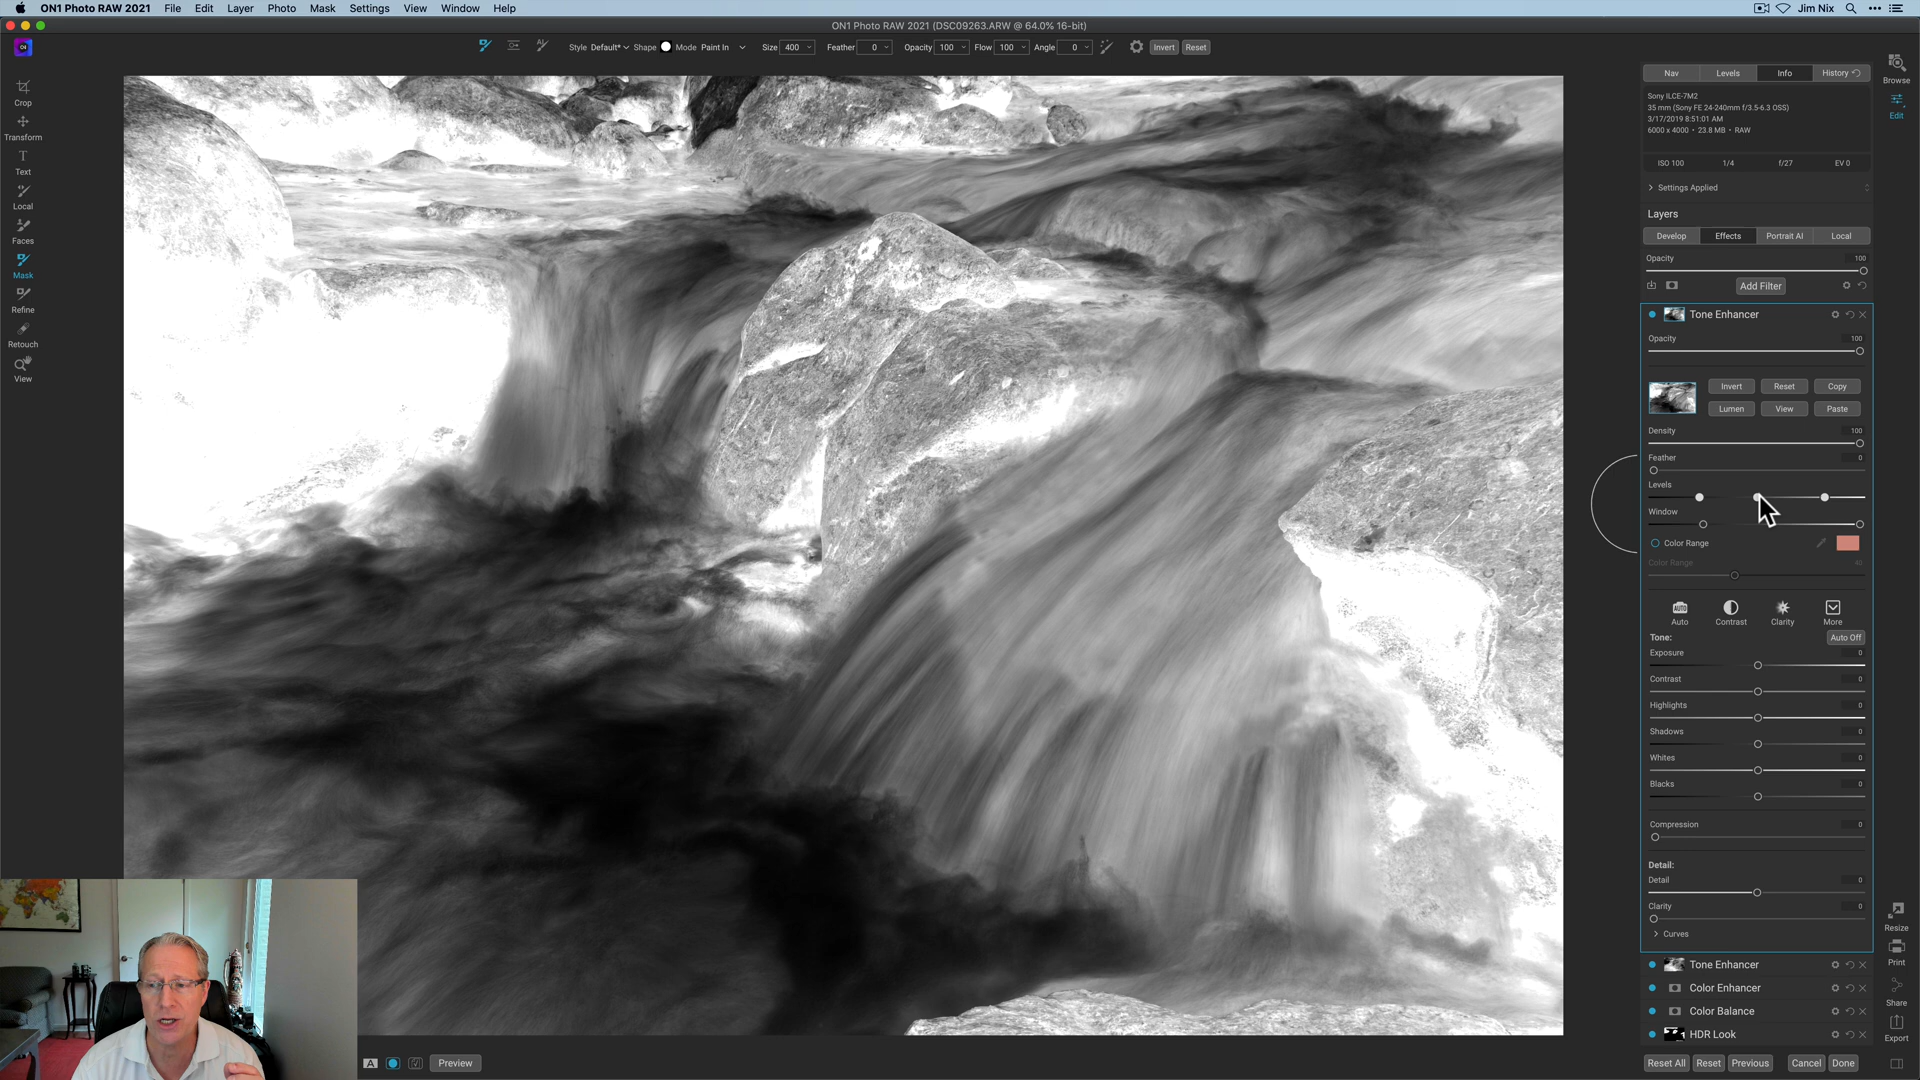 ON1 Photo RAW 2021 File Edit Layer Photo Mask Settings View Window Help Jim Nix
ON1 Photo RAW 2021 (DSC09263.ARW @ 64.0% 16-bit)
Style Default* Shape Mode Paint In Size 400 Feather 0 Opacity 100 Flow 100 Angle 0 Invert Reset
Crop
Transform
Text
Local
Faces
Mask
Refine
Retouch
View
Nav Levels Info History
Sony ILCE-7M2
35 mm (Sony FE 24-240mm f/3.5-6.3 OSS)
3/17/2019 8:51:01 AM
6000 x 4000 • 23.8 MB • RAW
ISO 100 1/4 f/27 EV 0
Settings Applied
Layers
Develop Effects Portrait AI Local
Opacity 100
Add Filter
Tone Enhancer
Opacity 100
Invert Reset Copy
Lumen View Paste
Density 100
Feather 0
Levels
Window
Color Range
Color Range 40
Auto Contrast Clarity More
Tone: Auto Off
Exposure 0
Contrast 0
Highlights 0
Shadows 0
Whites 0
Blacks 0
Compression 0
Detail:
Detail 0
Clarity 0
Curves
Tone Enhancer
Color Enhancer
Color Balance
HDR Look
Reset All Reset Previous Cancel Done
Browse
Edit
Resize
Print
Share
Export
A Preview